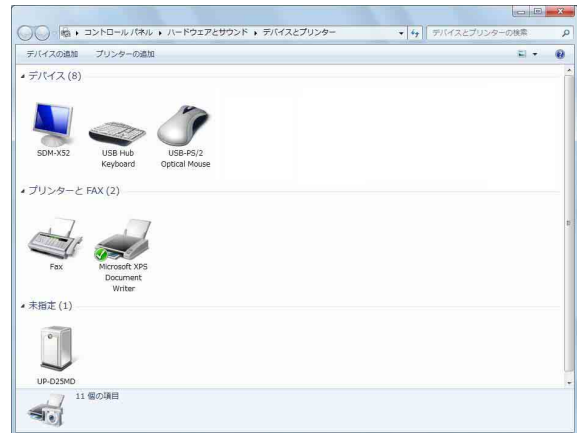 コントロール パネル ▸ ハードウェアとサウンド ▸ デバイスとプリンター
デバイスとプリンターの検索
デバイスの追加 プリンターの追加
デバイス (8)
SDM-X52
USB Hub
Keyboard
USB-PS/2
Optical Mouse
プリンターと FAX (2)
Fax
Microsoft XPS
Document
Writer
未指定 (1)
UP-D25MD
11 個の項目